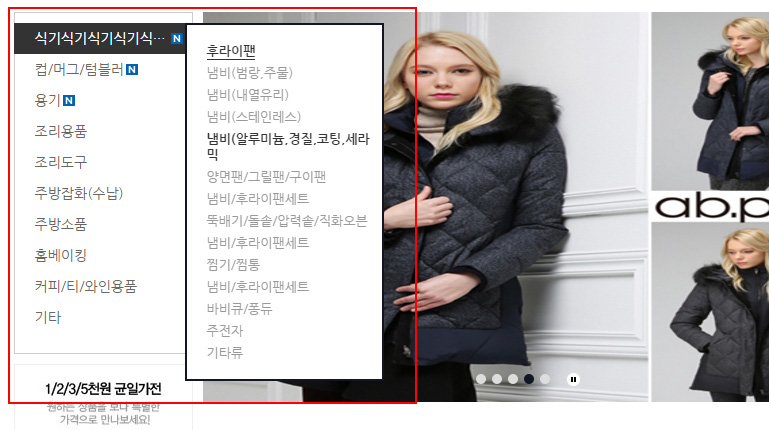 식기식기식기식기식… N
컵/머그/텀블러 N
용기 N
조리용품
조리도구
주방잡화(수납)
주방소품
홈베이킹
커피/티/와인용품
기타
후라이팬
냄비(범랑,주물)
냄비(내열유리)
냄비(스테인레스)
냄비(알루미늄,경질,코팅,세라
믹
양면팬/그릴팬/구이팬
냄비/후라이팬세트
뚝배기/돌솥/압력솥/직화오븐
냄비/후라이팬세트
찜기/찜통
냄비/후라이팬세트
바비큐/퐁듀
주전자
기타류
1/2/3/5천원 균일가전
원하는 상품을 보다 특별한
가격으로 만나보세요!
ab.p